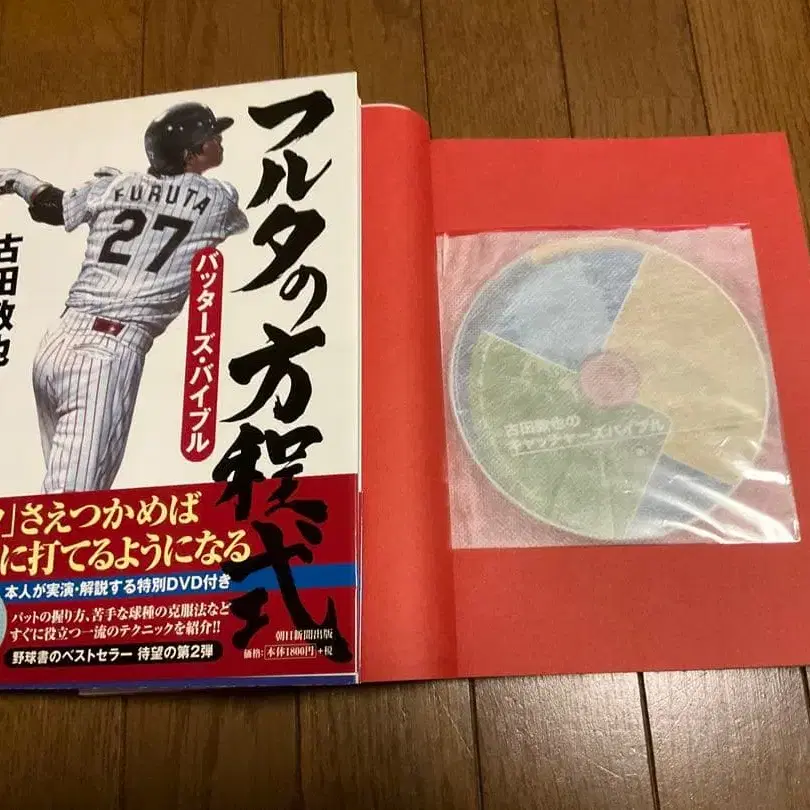 フルタの方程式
バッターズ・バイブル
古田敦也
FURUTA
27
」さえつかめば
に打てるようになる
本人が実演・解説する特別DVD付き
バットの握り方、苦手な球種の克服法など
すぐに役立つ一流のテクニックを紹介!!
野球書のベストセラー 待望の第2弾
朝日新聞出版
価格:本体1800円+税
古田敦也の
キャッチャーズバイブル